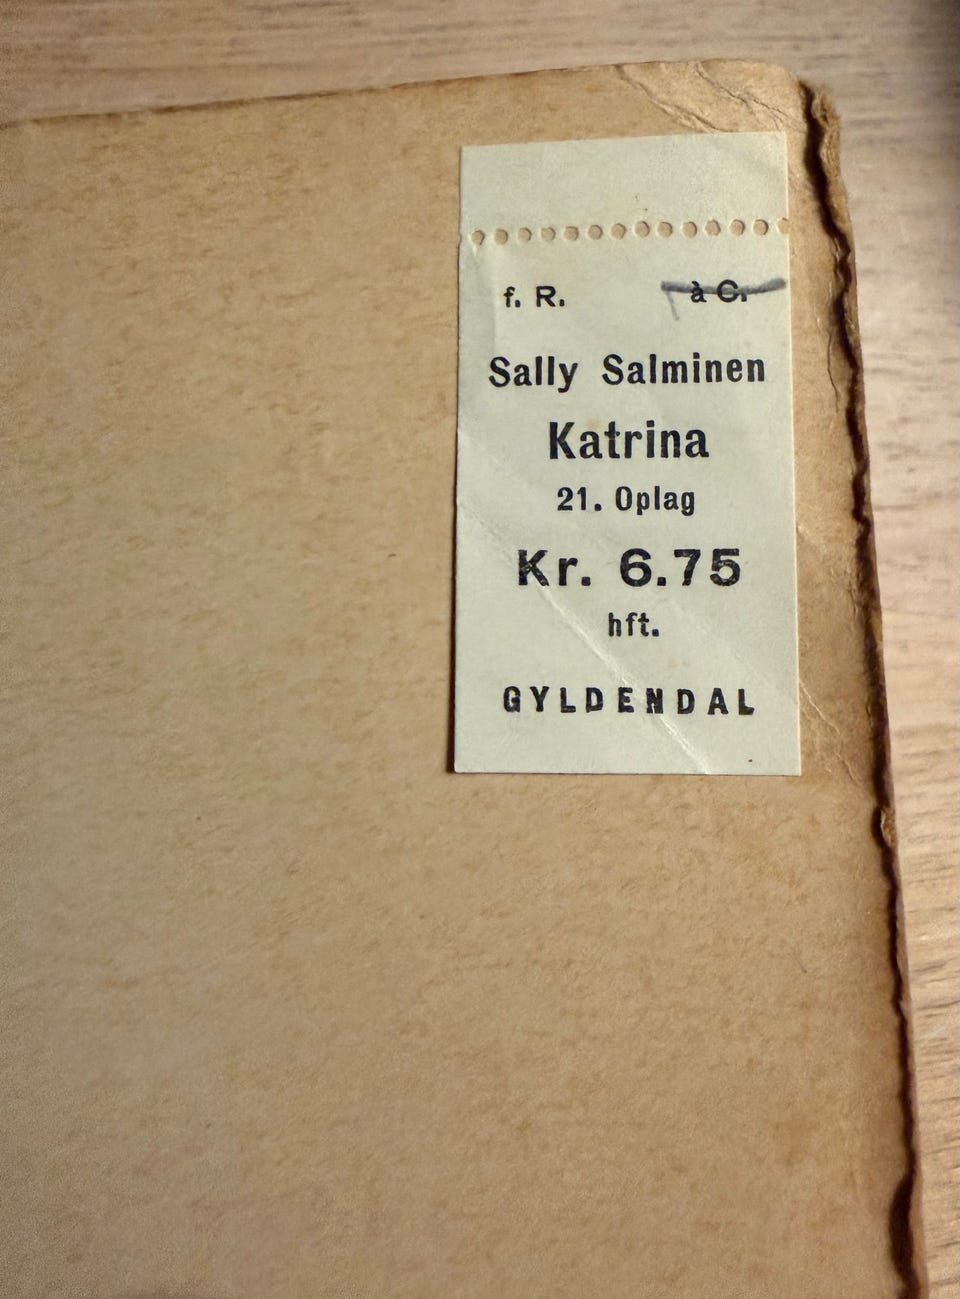 f. R. à C.
Sally Salminen
Katrina
21. Oplag
Kr. 6.75
hft.
GYLDENDAL